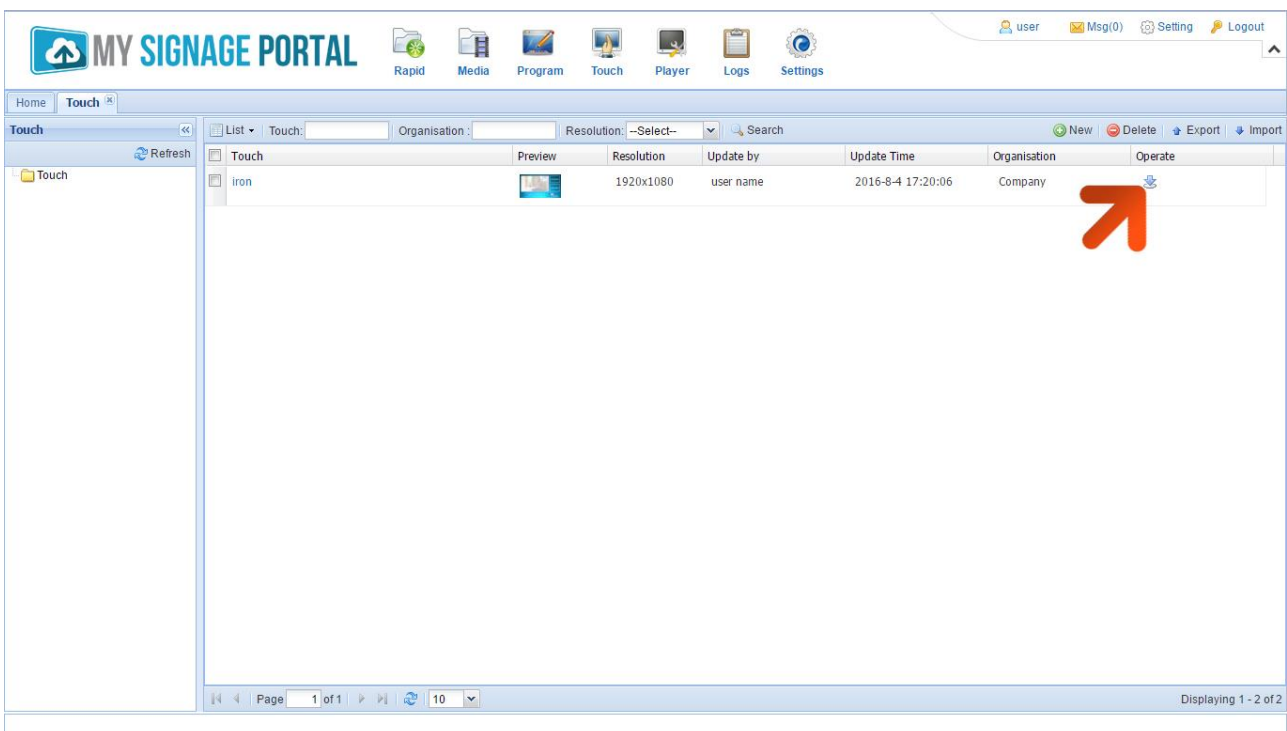 user Msg(0) Setting Logout
MY SIGNAGE PORTAL
Rapid Media Program Touch Player Logs Settings
Home Touch
Touch List Touch: Organisation : Resolution: --Select-- Search New Delete Export Import
Refresh Touch Preview Resolution Update by Update Time Organisation Operate
Touch iron 1920x1080 user name 2016-8-4 17:20:06 Company
Page 1 of 1 10 Displaying 1 - 2 of 2